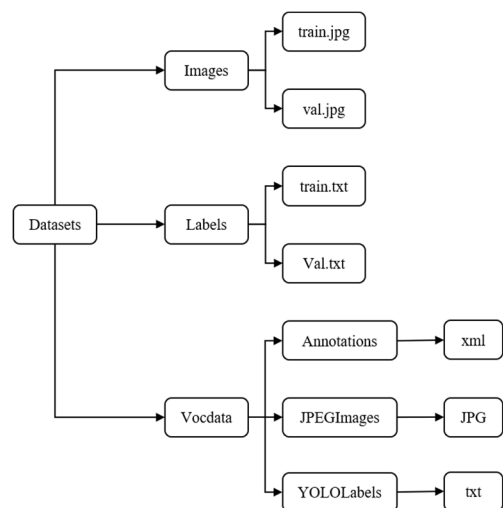 train.jpg
Images
val.jpg
train.txt
Datasets
Labels
Val.txt
Annotations
xml
Vocdata
JPEGImages
JPG
YOLOLabels
txt